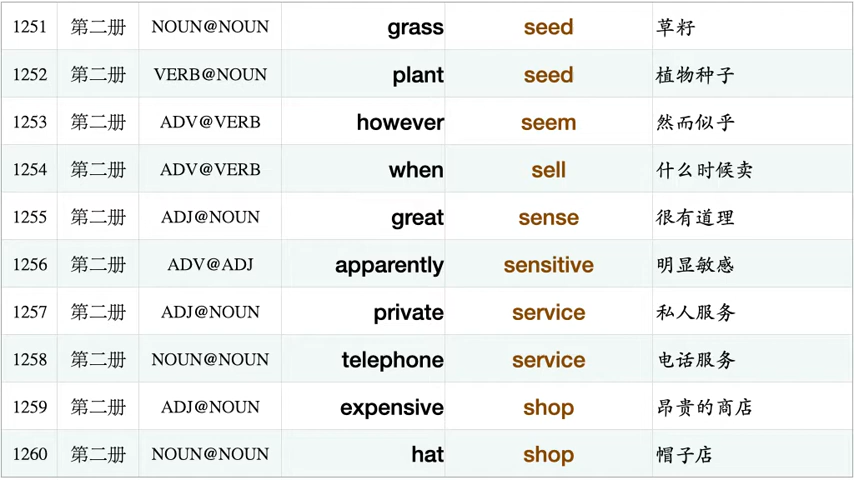 1251 第二册 NOUN@NOUN grass seed 草籽
1252 第二册 VERB@NOUN plant seed 植物种子
1253 第二册 ADV@VERB however seem 然而似乎
1254 第二册 ADV@VERB when sell 什么时候卖
1255 第二册 ADJ@NOUN great sense 很有道理
1256 第二册 ADV@ADJ apparently sensitive 明显敏感
1257 第二册 ADJ@NOUN private service 私人服务
1258 第二册 NOUN@NOUN telephone service 电话服务
1259 第二册 ADJ@NOUN expensive shop 昂贵的商店
1260 第二册 NOUN@NOUN hat shop 帽子店